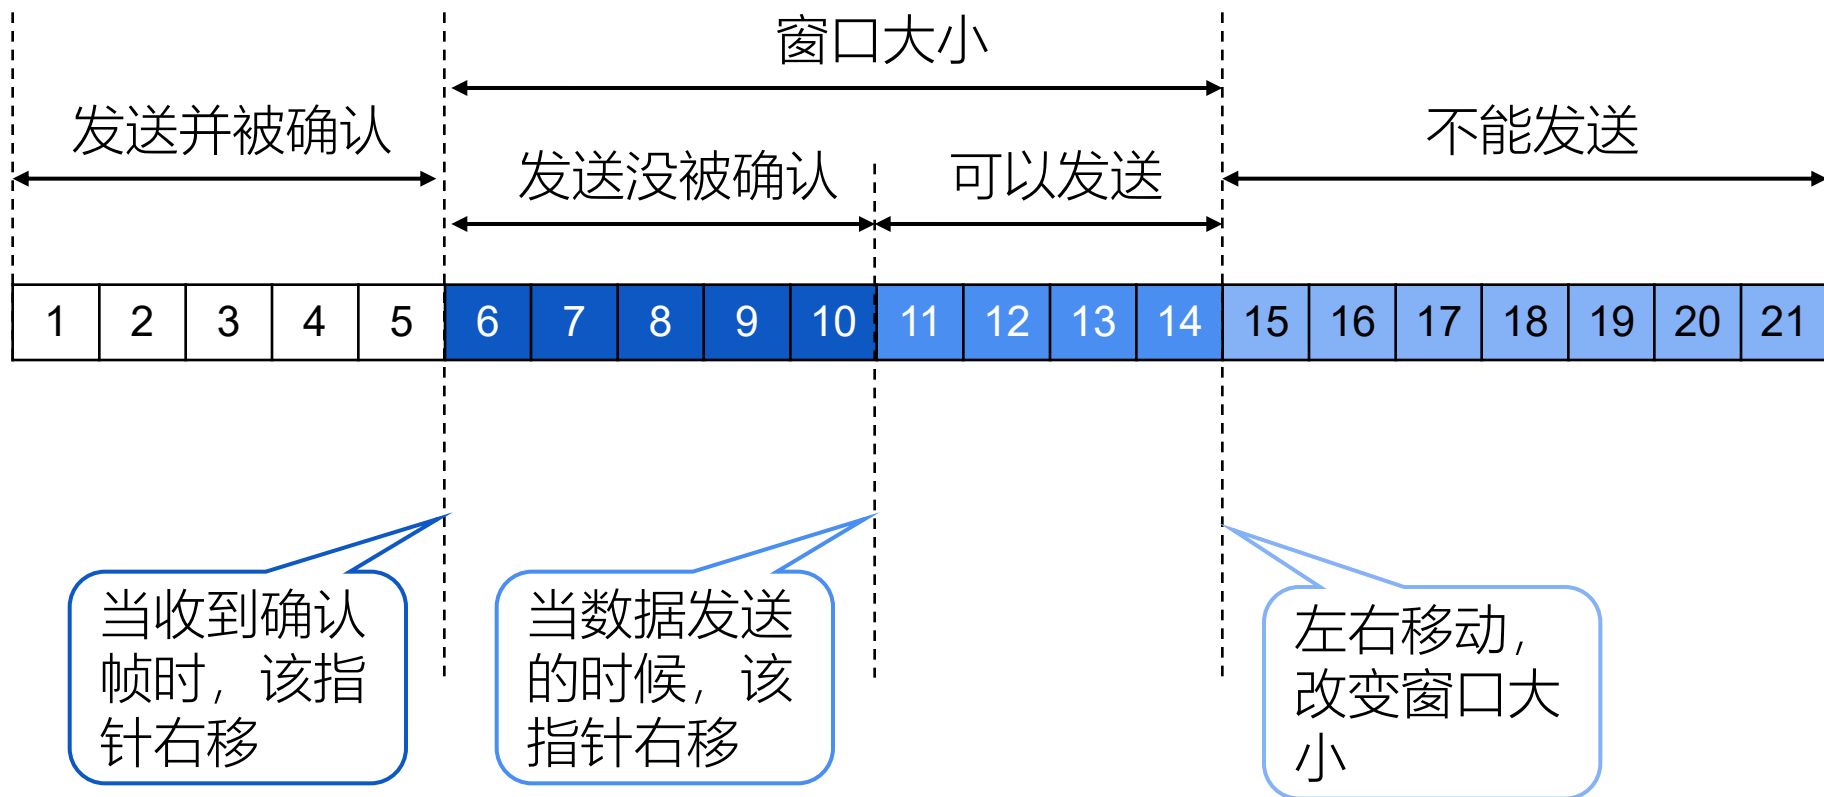 窗口大小
发送并被确认
不能发送
发送没被确认
可以发送
1 2 3 4 5 6 7 8 9 10 11 12 13 14 15 16 17 18 19 20 21
当收到确认
帧时，该指
针右移
当数据发送
的时候，该
指针右移
左右移动，
改变窗口大
小